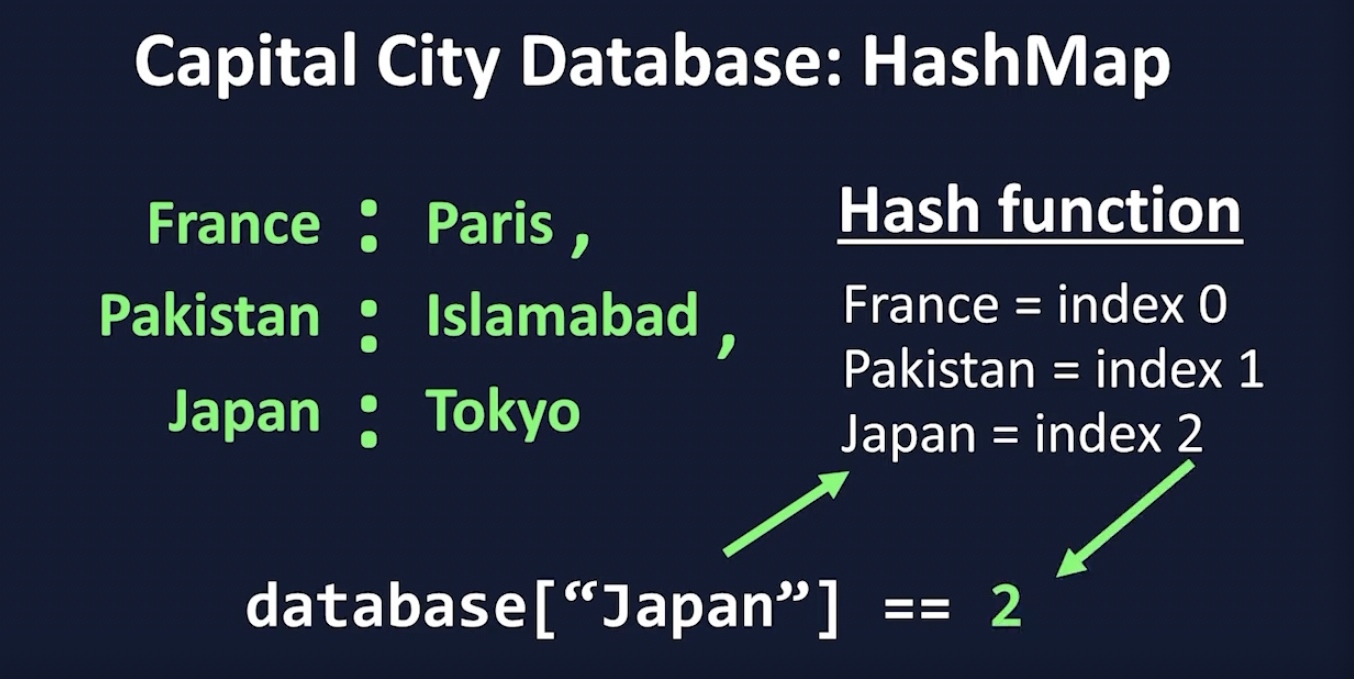 Capital City Database: HashMap
France : Paris ,
Pakistan : Islamabad ,
Japan : Tokyo
Hash function
France = index 0
Pakistan = index 1
Japan = index 2
database[“Japan”] == 2